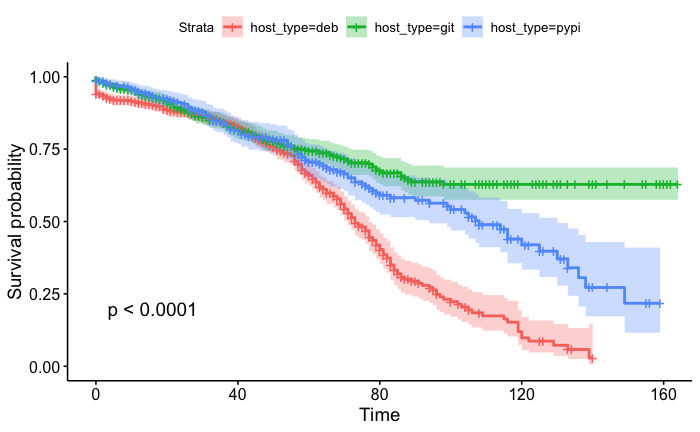 Strata host_type=deb host_type=git host_type=pypi
1.00
0.75
0.50
0.25
0.00
Survival probability
p < 0.0001
0 40 80 120 160
Time